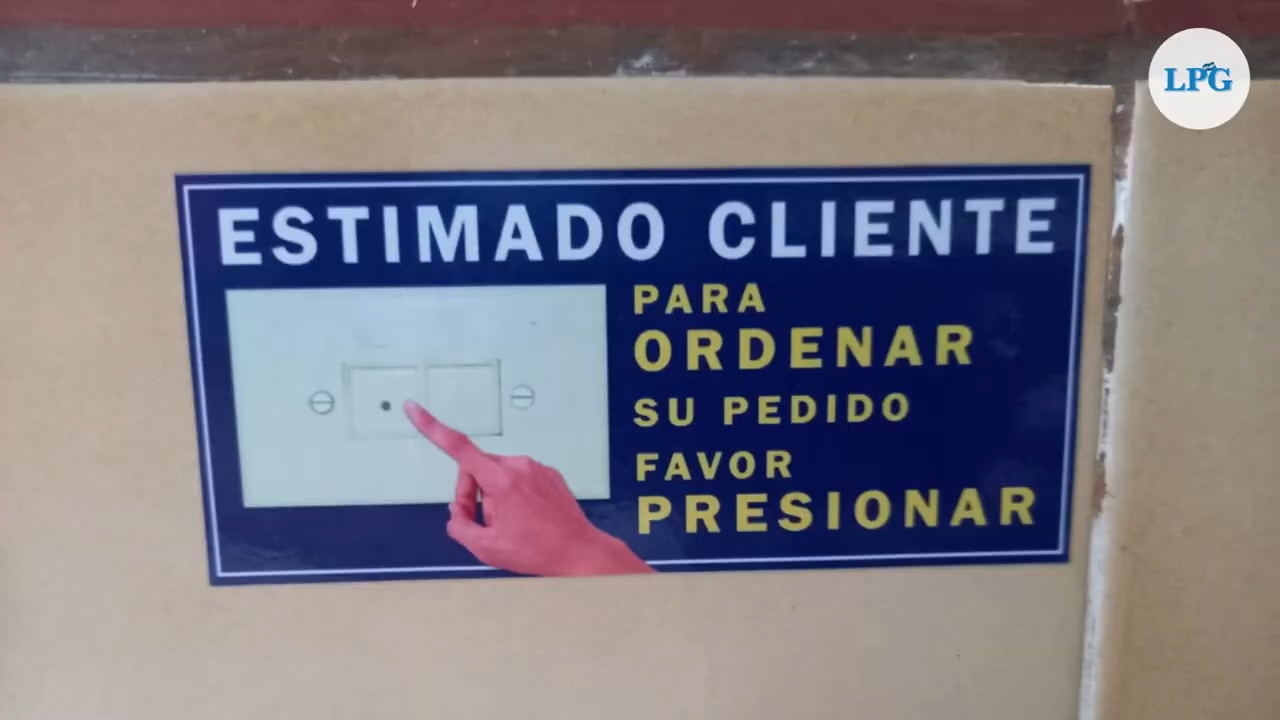 LPG
ESTIMADO CLIENTE
PARA
ORDENAR
SU PEDIDO
FAVOR
PRESIONAR